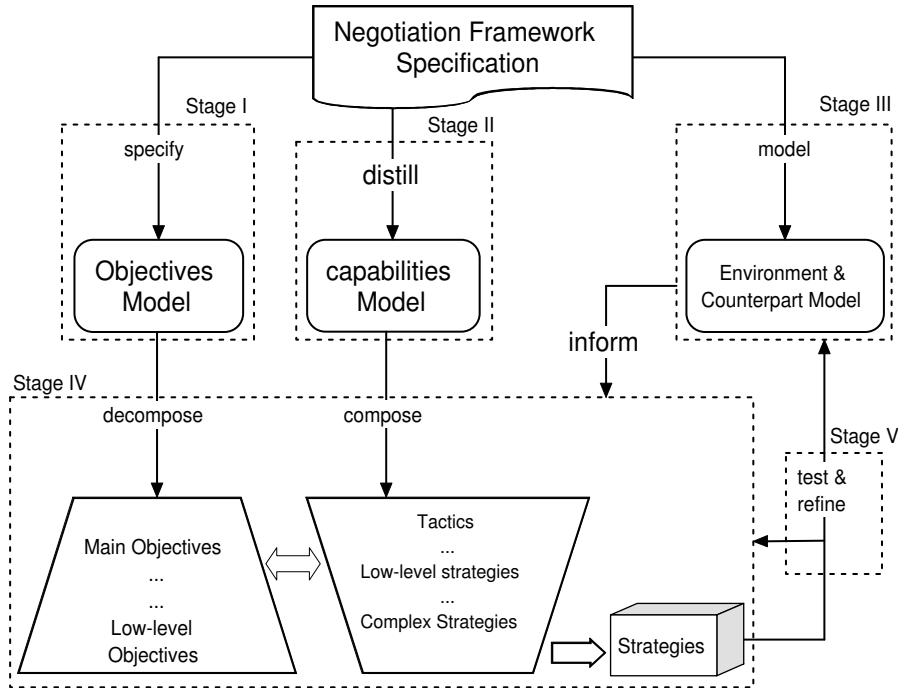 Negotiation Framework
Specification
Stage I
Stage II
Stage III
specify
distill
model
Objectives
Model
capabilities
Model
Environment &
Counterpart Model
inform
Stage IV
decompose
compose
Stage V
test &
refine
Main Objectives
...
...
Low-level
Objectives
Tactics
...
Low-level strategies
...
Complex Strategies
Strategies